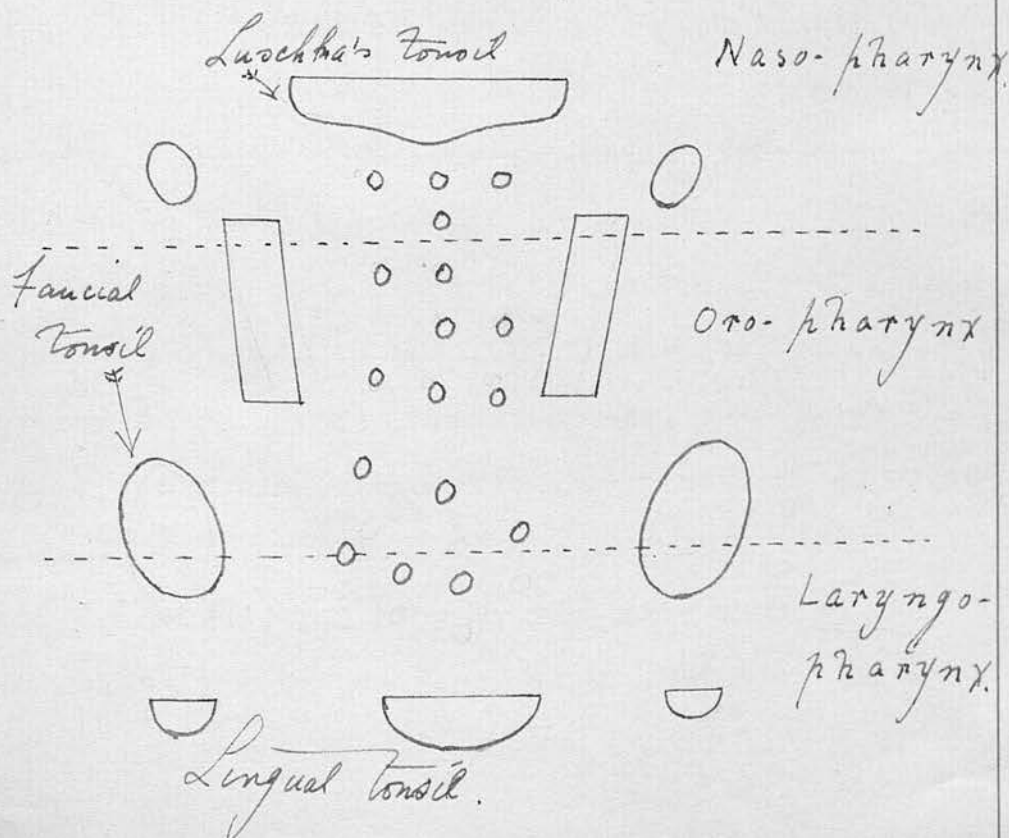 Luschka's tonsil
Naso-pharynx.
Faucial
tonsil
Oro-pharynx
Laryngo-
pharynx.
Lingual tonsil.